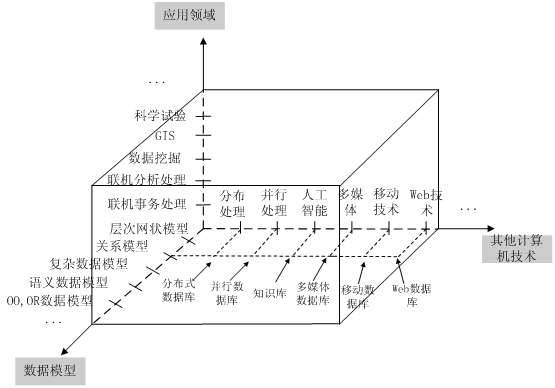 应用领域
...
科学试验
GIS
数据挖掘
联机分析处理
联机事务处理
分布
处理
并行
处理
人工
智能
多媒
体
移动
技术
Web技
术
...
层次网状模型
关系模型
复杂数据模型
语义数据模型
OO,OR数据模型
...
其他计算
机技术
分布式
数据库
并行数
据库
知识库
多媒体
数据库
移动数
据库
Web数据
库
数据模型